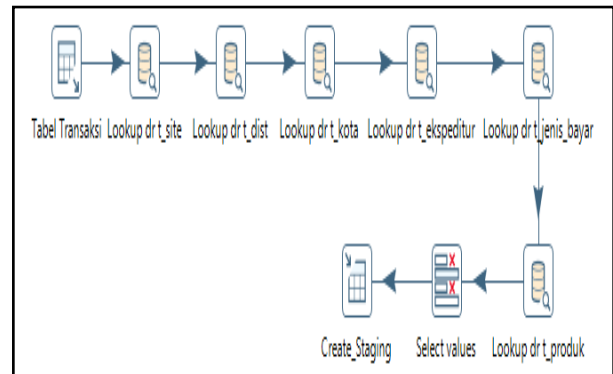 Tabel Transaksi Lookup dr t_site Lookup dr t_dist Lookup dr t_kota Lookup dr t_ekspeditur Lookup dr t_jenis_bayar
Create_Staging Select values Lookup dr t_produk